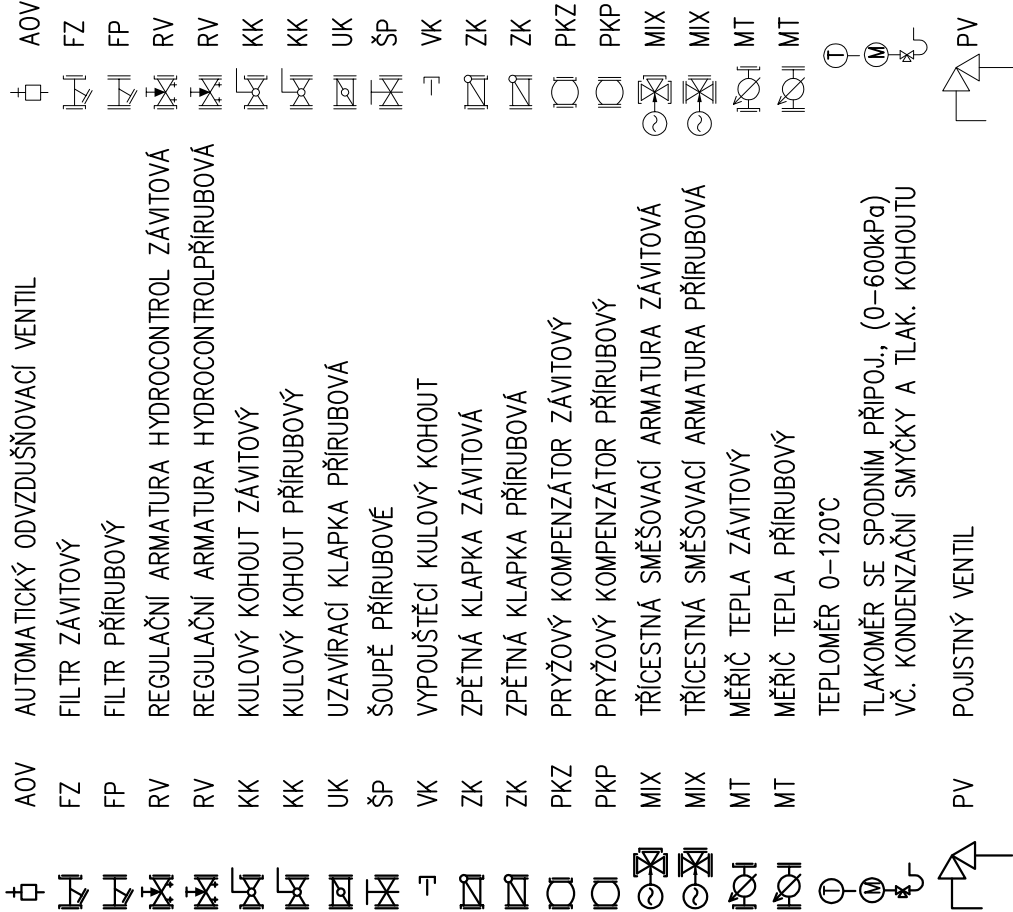 AOV AUTOMATICKÝ ODVZDUŠŇOVACÍ VENTIL AOV
FZ FILTR ZÁVITOVÝ FZ
FP FILTR PŘÍRUBOVÝ FP
RV REGULAČNÍ ARMATURA HYDROCONTROL ZÁVITOVÁ RV
RV REGULAČNÍ ARMATURA HYDROCONTROLPŘÍRUBOVÁ RV
KK KULOVÝ KOHOUT ZÁVITOVÝ KK
KK KULOVÝ KOHOUT PŘÍRUBOVÝ KK
UK UZAVÍRACÍ KLAPKA PŘÍRUBOVÁ UK
ŠP ŠOUPĚ PŘÍRUBOVÉ ŠP
VK VYPOUŠTĚCÍ KULOVÝ KOHOUT VK
ZK ZPĚTNÁ KLAPKA ZÁVITOVÁ ZK
ZK ZPĚTNÁ KLAPKA PŘÍRUBOVÁ ZK
PKZ PRYŽOVÝ KOMPENZÁTOR ZÁVITOVÝ PKZ
PKP PRYŽOVÝ KOMPENZÁTOR PŘÍRUBOVÝ PKP
MIX TŘÍCESTNÁ SMĚŠOVACÍ ARMATURA ZÁVITOVÁ MIX
MIX TŘÍCESTNÁ SMĚŠOVACÍ ARMATURA PŘÍRUBOVÁ MIX
MT MĚŘIČ TEPLA ZÁVITOVÝ MT
MT MĚŘIČ TEPLA PŘÍRUBOVÝ MT
T TEPLOMĚR 0-120°C T
M TLAKOMĚR SE SPODNÍM PŘIPOJ., (0-600kPa) M
VČ. KONDENZAČNÍ SMYČKY A TLAK. KOHOUTU
PV POJISTNÝ VENTIL PV